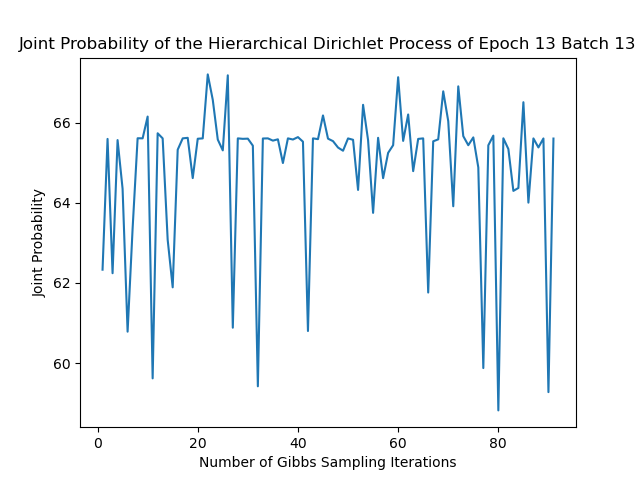 Joint Probability of the Hierarchical Dirichlet Process of Epoch 13 Batch 13
66
64
62
60
Joint Probability
0 20 40 60 80
Number of Gibbs Sampling Iterations